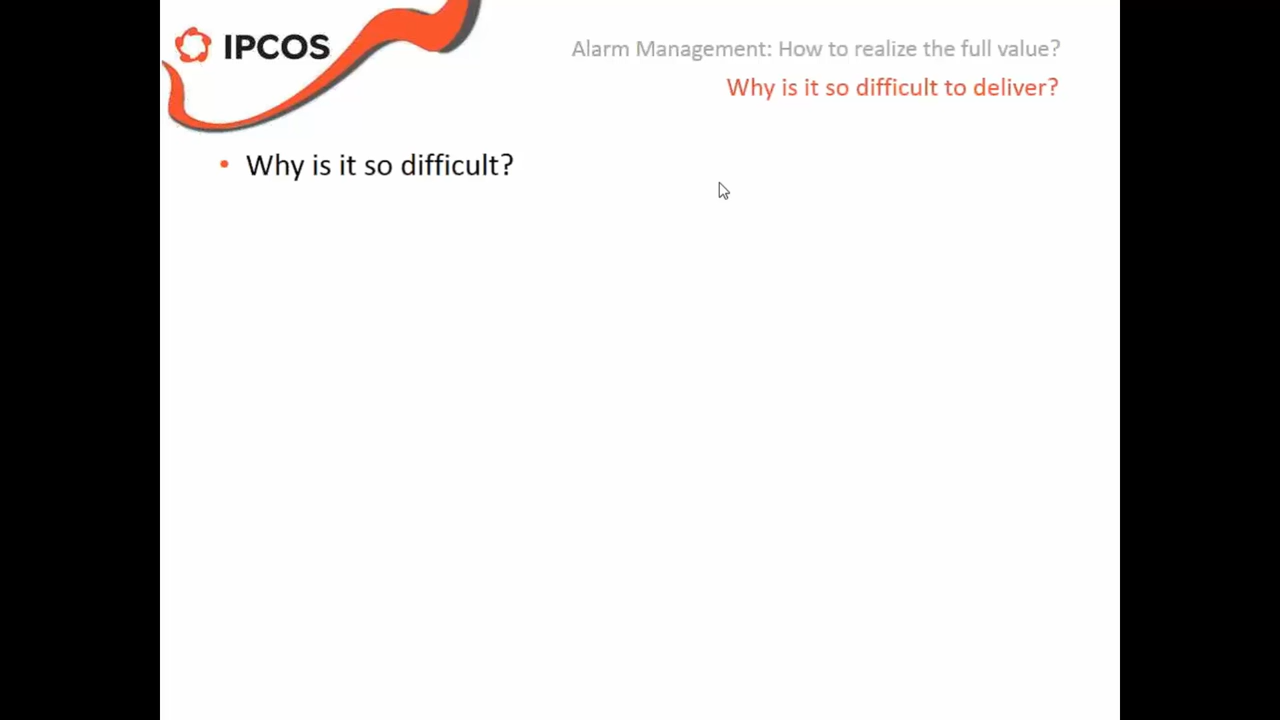 IPCOS
Alarm Management: How to realize the full value?
Why is it so difficult to deliver?
• Why is it so difficult?